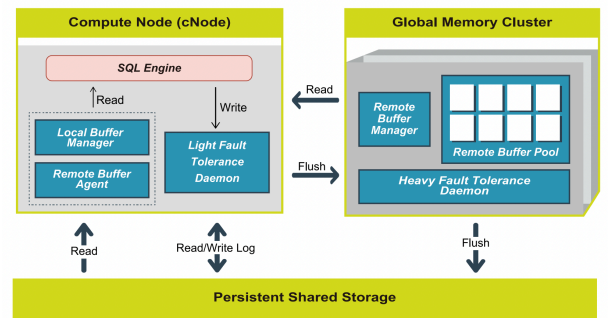 Compute Node (cNode)
SQL Engine
Read
Write
Local Buffer
Manager
Remote Buffer
Agent
Light Fault
Tolerance
Daemon
Read
Flush
Global Memory Cluster
Remote
Buffer
Manager
Remote Buffer Pool
Heavy Fault Tolerance
Daemon
Read
Read/Write Log
Flush
Persistent Shared Storage